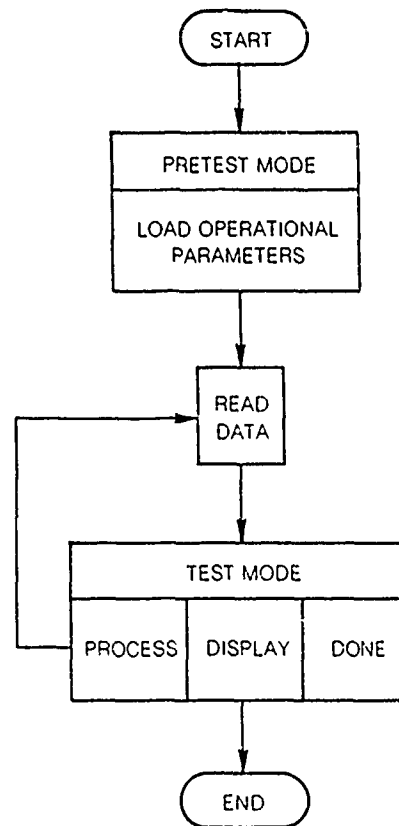 START
PRETEST MODE
LOAD OPERATIONAL
PARAMETERS
READ
DATA
TEST MODE
PROCESS
DISPLAY
DONE
END